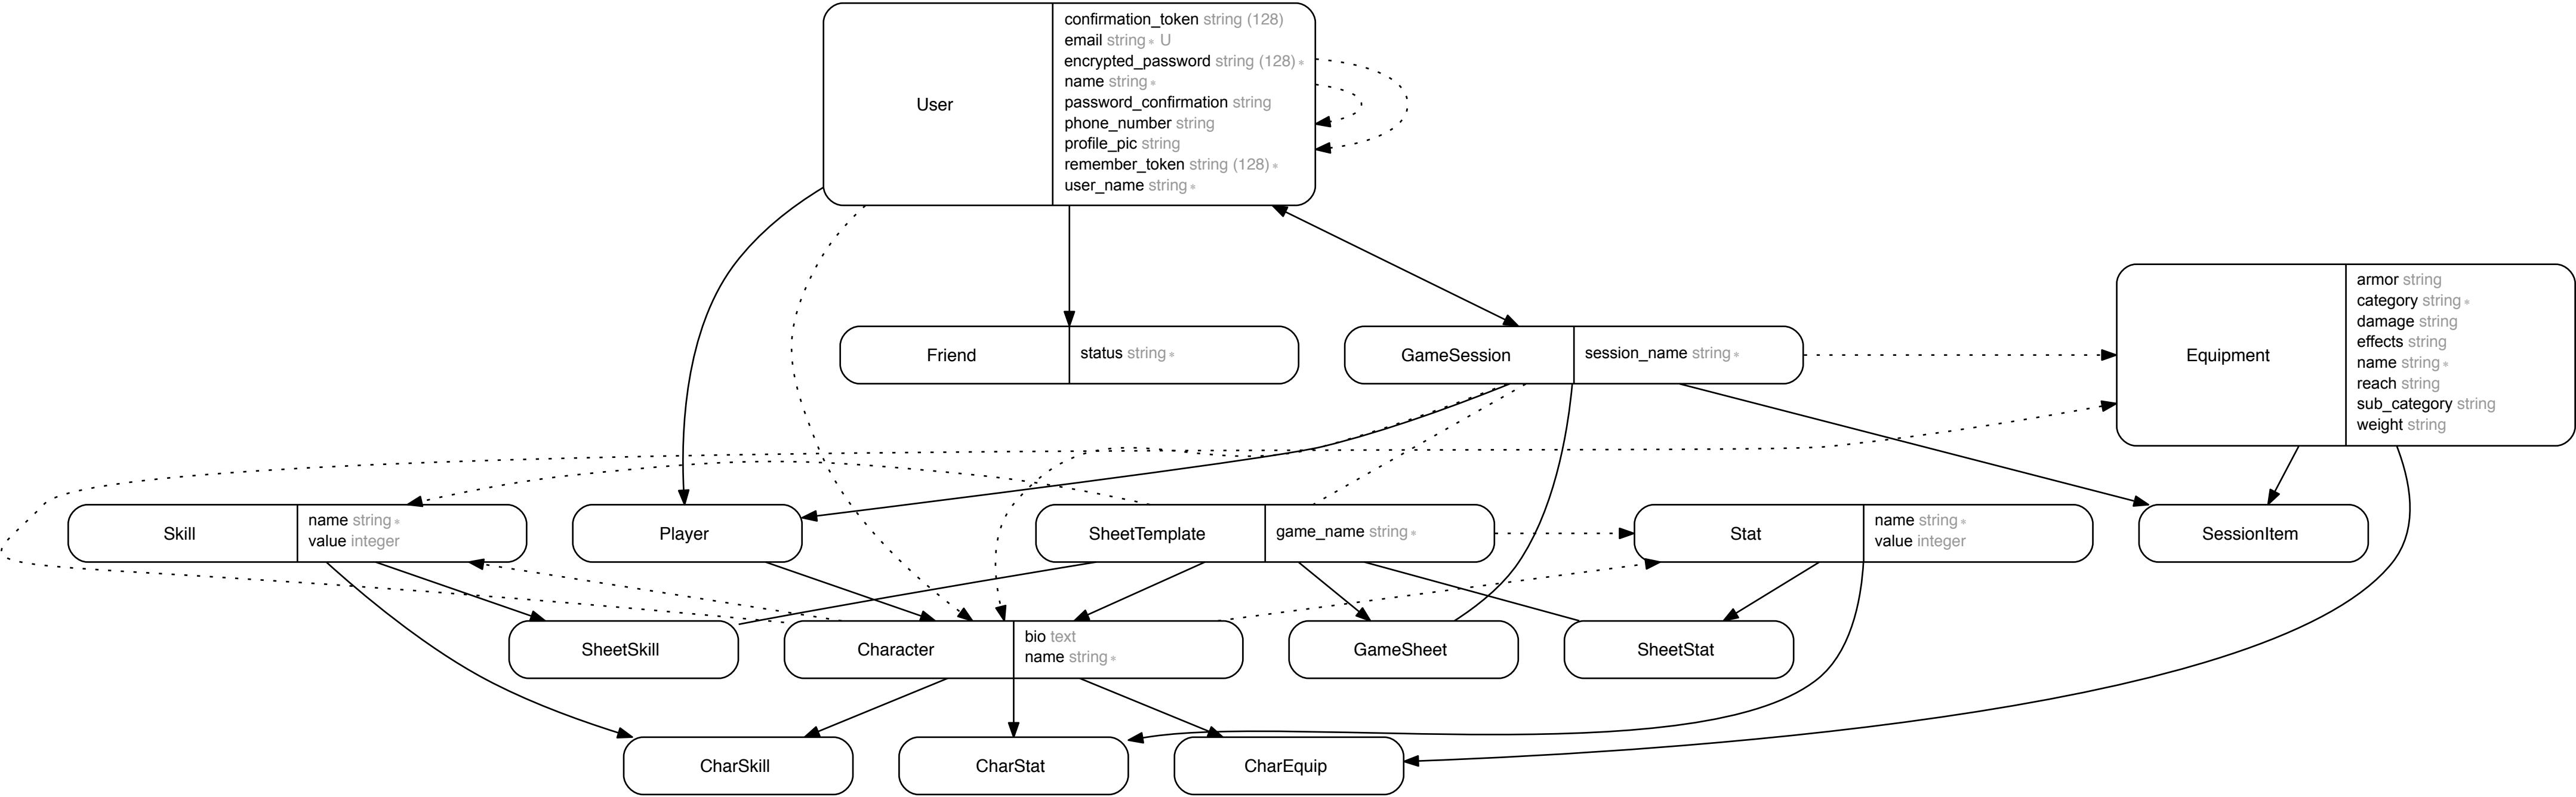 User
confirmation_token string (128)
email string* U
encrypted_password string (128)*
name string*
password_confirmation string
phone_number string
profile_pic string
remember_token string (128)*
user_name string*
Friend
status string*
GameSession
session_name string*
Equipment
armor string
category string*
damage string
effects string
name string*
reach string
sub_category string
weight string
Skill
name string*
value integer
Player
SheetTemplate
game_name string*
Stat
name string*
value integer
SessionItem
SheetSkill
Character
bio text
name string*
GameSheet
SheetStat
CharSkill
CharStat
CharEquip